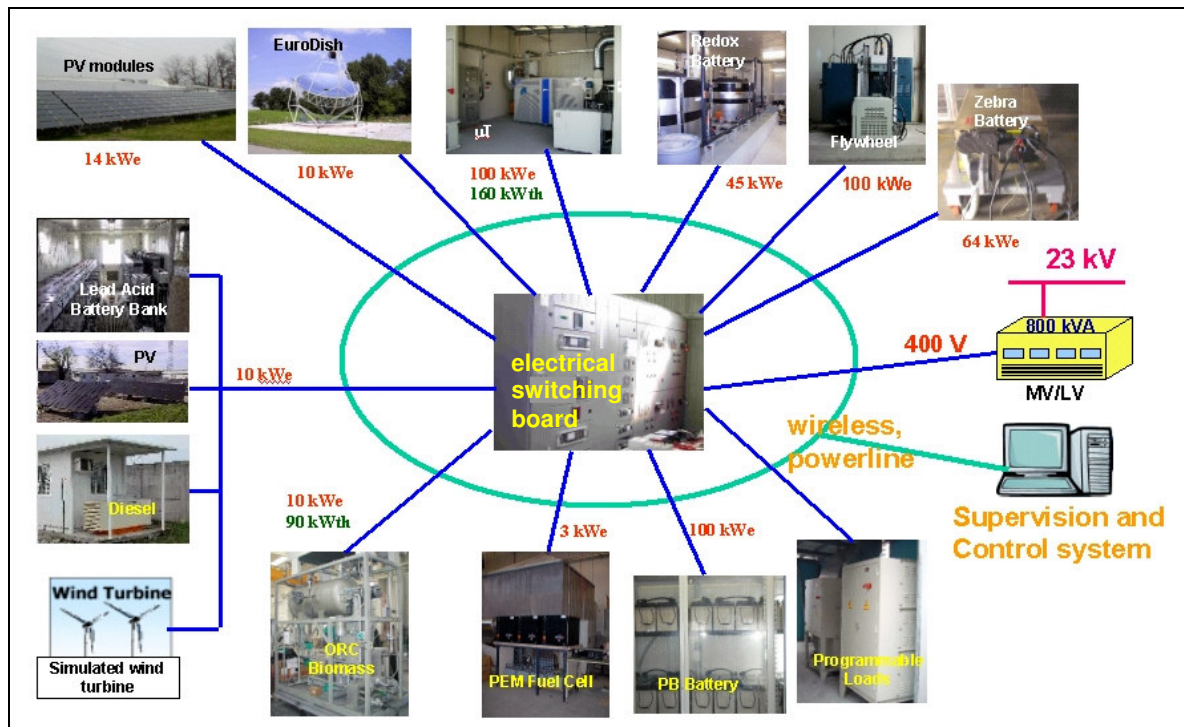 PV modules
14 kWe
EuroDish
10 kWe
µT
100 kWe
160 kWth
Redox
Battery
45 kWe
Flywheel
100 kWe
Zebra
Battery
64 kWe
Lead Acid
Battery Bank
PV
10 kWe
Diesel
Wind Turbine
Simulated wind
turbine
electrical
switching
board
23 kV
800 kVA
400 V
MV/LV
wireless,
powerline
Supervision and
Control system
10 kWe
90 kWth
ORC
Biomass
3 kWe
PEM Fuel Cell
100 kWe
PB Battery
Programmable
Loads